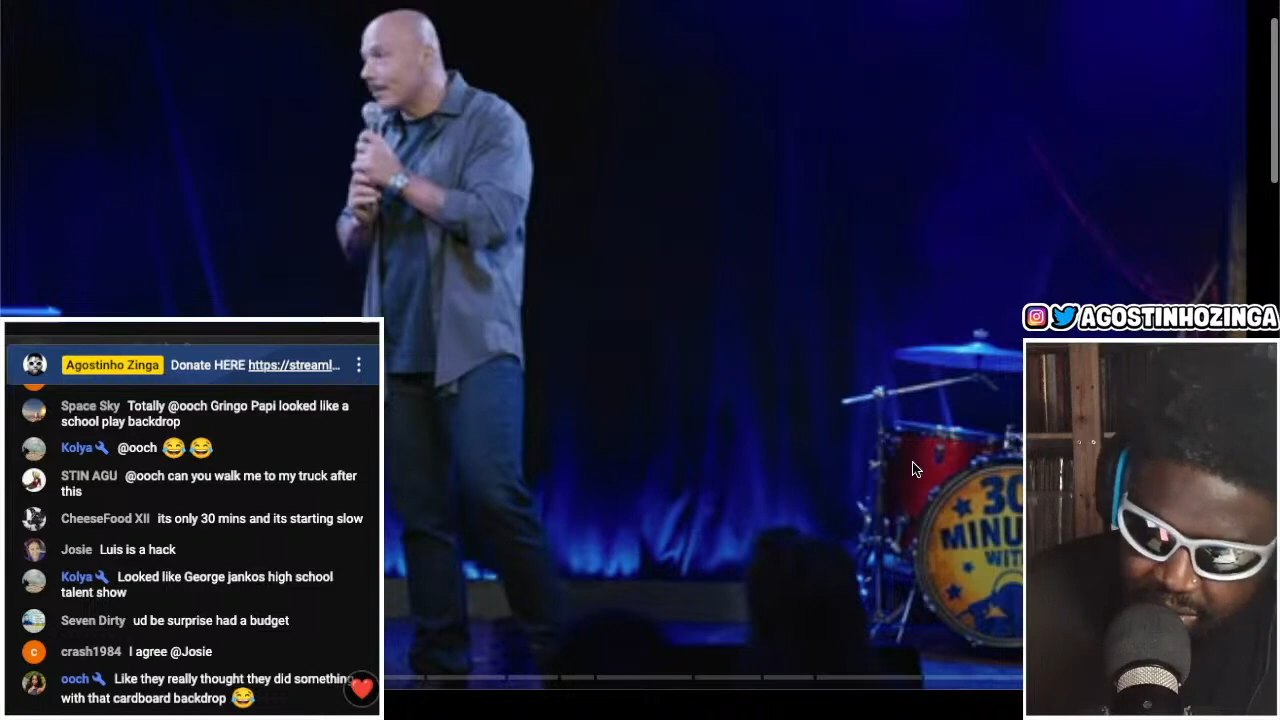 AGOSTINHOZINGA
Agostinho Zinga Donate HERE https://streaml...
Space Sky Totally @ooch Gringo Papi looked like a
school play backdrop
Kolya @ooch 😂 😂
STIN AGU @ooch can you walk me to my truck after
this
CheeseFood XII its only 30 mins and its starting slow
Josie Luis is a hack
Kolya Looked like George jankos high school
talent show
Seven Dirty ud be surprise had a budget
c crash1984 I agree @Josie
ooch Like they really thought they did something
with that cardboard backdrop 😂
30
MINU
WITH